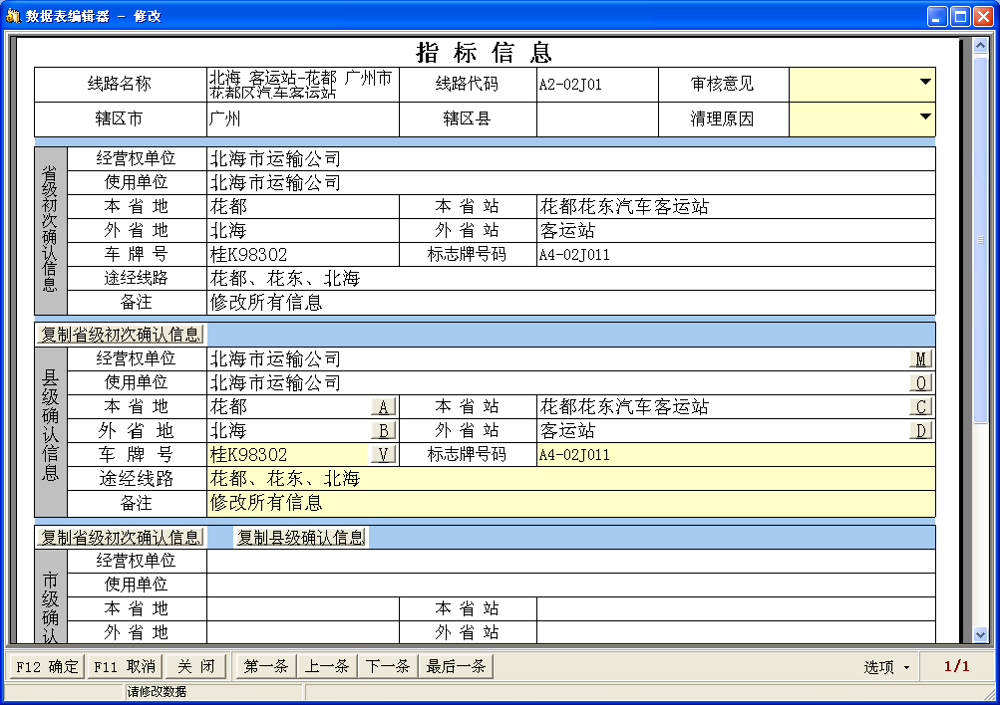 数据表编辑器 - 修改
指 标 信 息
线路名称 北海 客运站-花都 广州市花都区汽车客运站 线路代码 A2-02J01 审核意见
辖区市 广州 辖区县 清理原因
省级初次确认信息
经营权单位 北海市运输公司
使用单位 北海市运输公司
本 省 地 花都 本 省 站 花都花东汽车客运站
外 省 地 北海 外 省 站 客运站
车 牌 号 桂K98302 标志牌号码 A4-02J011
途经线路 花都、花东、北海
备注 修改所有信息
复制省级初次确认信息
县级确认信息
经营权单位 北海市运输公司 M
使用单位 北海市运输公司 O
本 省 地 花都 A 本 省 站 花都花东汽车客运站 C
外 省 地 北海 B 外 省 站 客运站 D
车 牌 号 桂K98302 V 标志牌号码 A4-02J011
途经线路 花都、花东、北海
备注 修改所有信息
复制省级初次确认信息 复制县级确认信息
市级确认
经营权单位
使用单位
本 省 地 本 省 站
外 省 地 外 省 站
F12 确定 F11 取消 关 闭 第一条 上一条 下一条 最后一条 选项 1/1
请修改数据